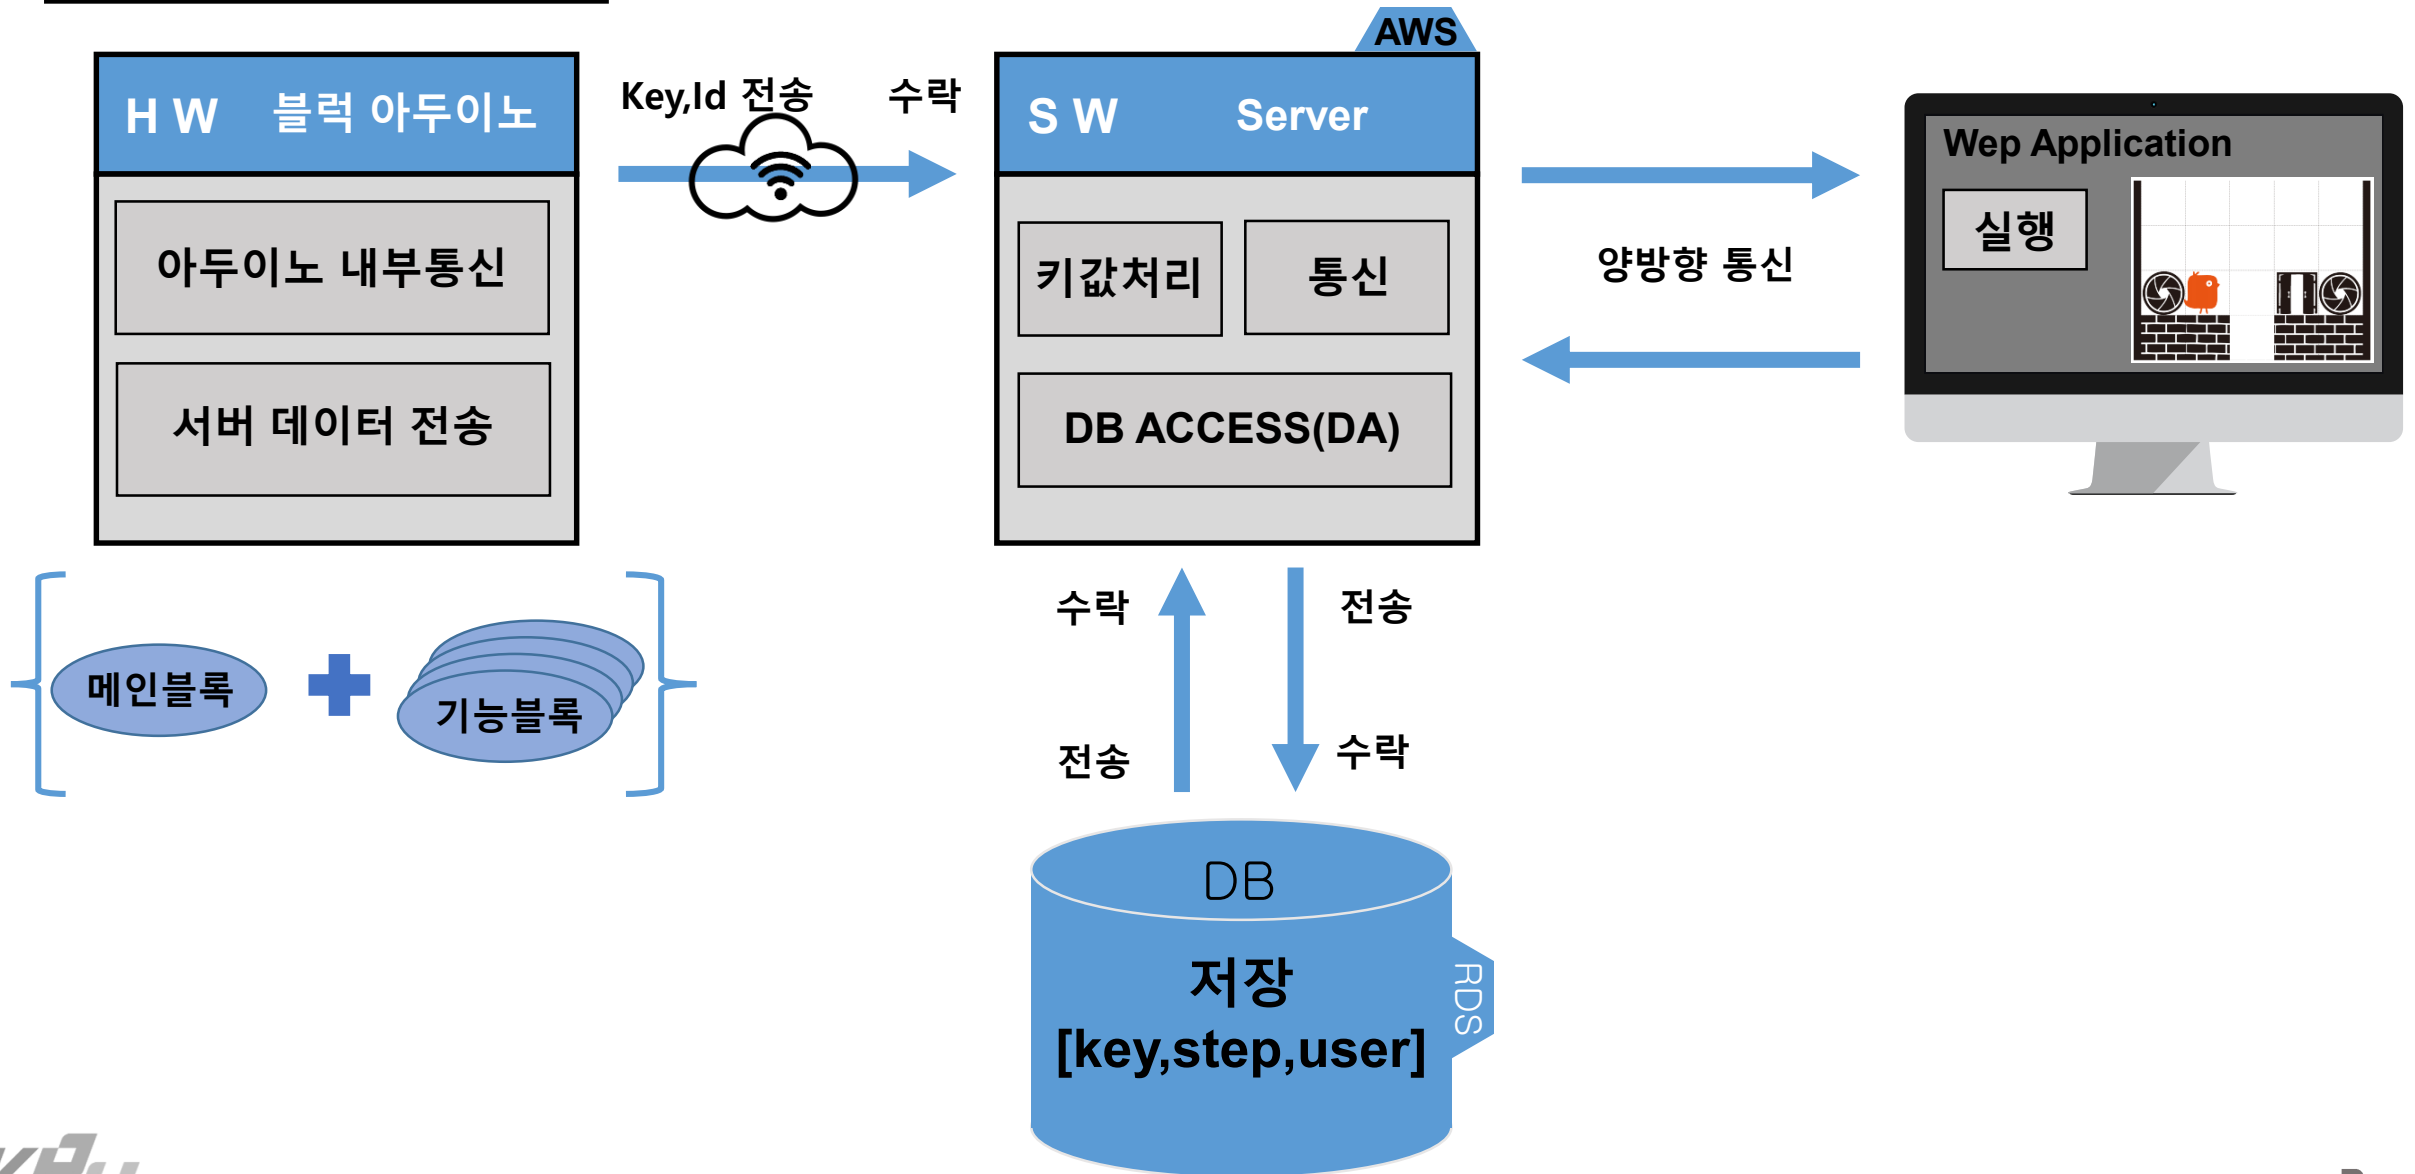 AWS
H W 블럭 아두이노
Key,Id 전송 수락
S W Server
Wep Application
실행
아두이노 내부통신
서버 데이터 전송
키값처리 통신
DB ACCESS(DA)
양방향 통신
메인블록
기능블록
수락 전송
전송 수락
DB
저장
[key,step,user]
RDS